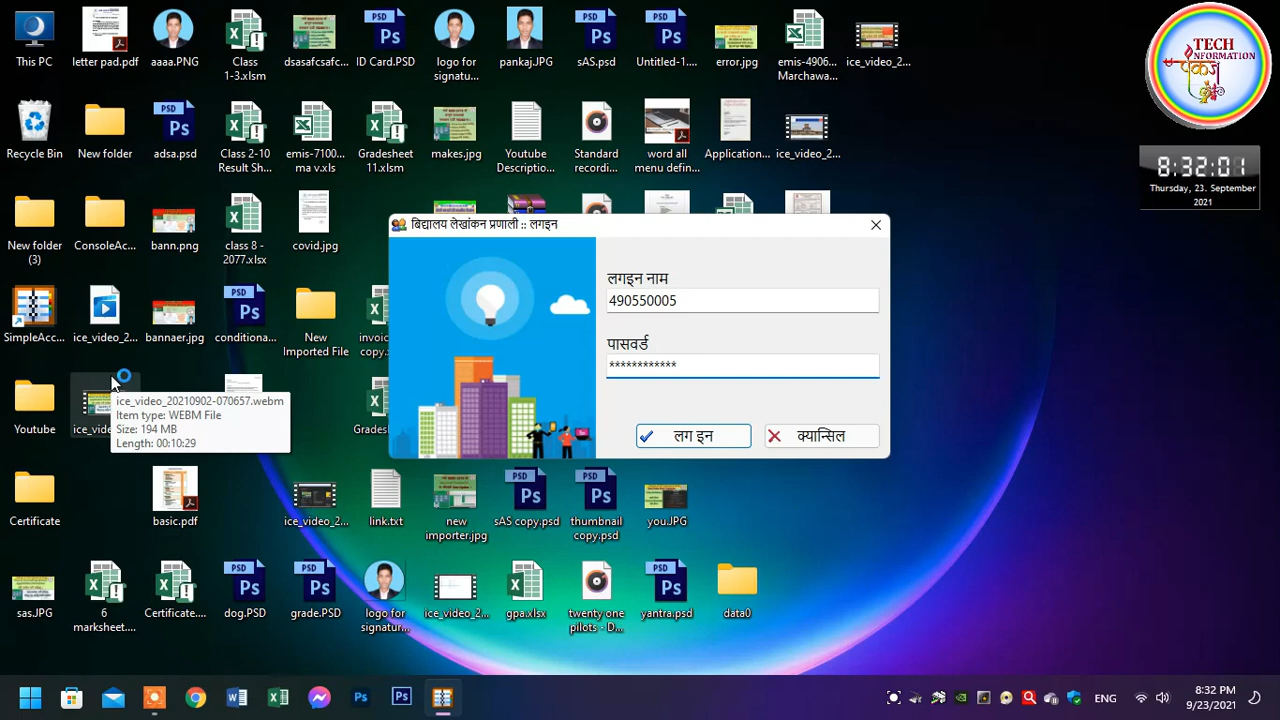 This PC
letter pad.pdf
aaaa.PNG
Class
1-3.xlsm
dsasafcsafc...
ID Card.PSD
logo for
signatu...
manoj.JPG
sAS.psd
Untitled-1....
error.jpg
emis-4906...
Marchawa...
ice_video_2...
TECH
INFORMATION
Bin
New folder
adsa.psd
Class 2-10
Result Sh...
emis-7100...
ma v.xls
Gradesheet
11.xlsm
makes.jpg
Youtube
Descriptio...
Standard
recordi...
word all
menu defin...
Application...
ice_video_2...
8:32:01
Thursday, 23, September
2021
New folder
(3)
ConsoleAc...
bann.png
class 8 -
2077.xlsx
covid.jpg
बिद्यालय लेखांकन प्रणाली :: लगइन
लगइन नाम
490550005
पासवर्ड
************
लग इन
क्यान्सिल
SimpleAcc...
ice_video_2...
bannaer.jpg
conditiona...
New
Imported File
invoic
copy.
Youtube
ice_vid
ice_video_20210902-070657.webm
Item type: WEBM File
Size: 194 MB
Length: 00:10:29
Grades
Certificate
basic.pdf
ice_video_2...
link.txt
new
importer.jpg
sAS copy.psd
thumbnail
copy.psd
you.JPG
sas.JPG
6
marksheet....
Certificate....
dog.PSD
grade.PSD
logo for
signatur...
ice_video_2...
gpa.xlsx
twenty one
pilots - D...
yantra.psd
data0
ENG
8:32 PM
9/23/2021